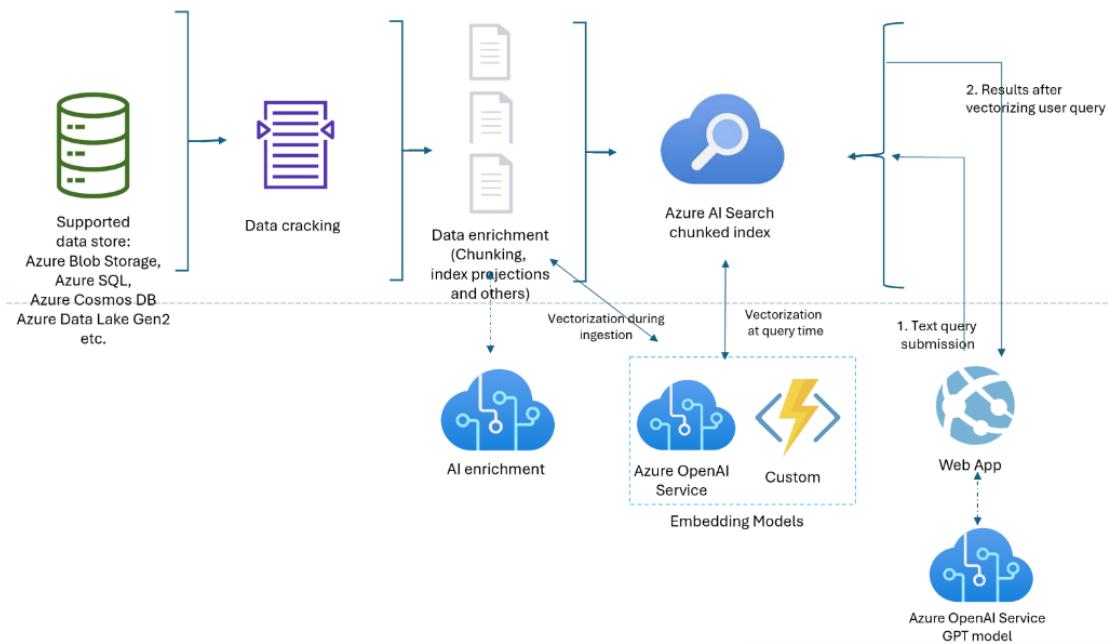 Supported
data store:
Azure Blob Storage,
Azure SQL,
Azure Cosmos DB
Azure Data Lake Gen2
etc.
Data cracking
Data enrichment
(Chunking,
index projections
and others)
Azure AI Search
chunked index
2. Results after
vectorizing user query
Vectorization during
ingestion
Vectorization
at query time
1. Text query
submission
AI enrichment
Azure OpenAI
Service
Custom
Embedding Models
Web App
Azure OpenAI Service
GPT model